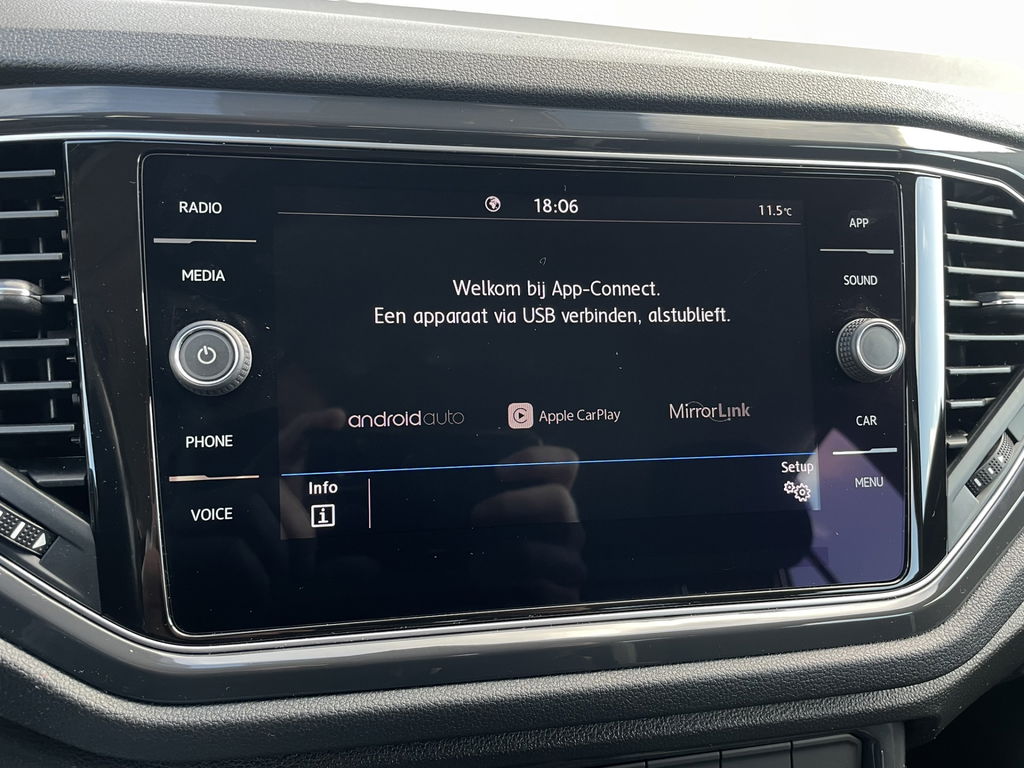 RADIO
MEDIA
PHONE
VOICE
18:06
11.5°C
Welkom bij App-Connect.
Een apparaat via USB verbinden, alstublieft.
androidauto
Apple CarPlay
MirrorLink
Info
Setup
APP
SOUND
CAR
MENU